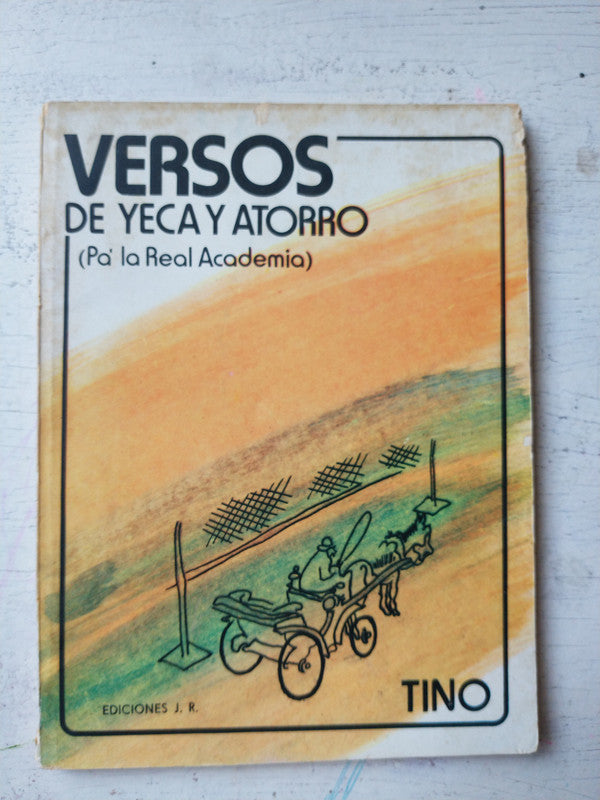 VERSOS
DE YECA Y ATORRO
(Pa' la Real Academia)
EDICIONES J. R.
TINO